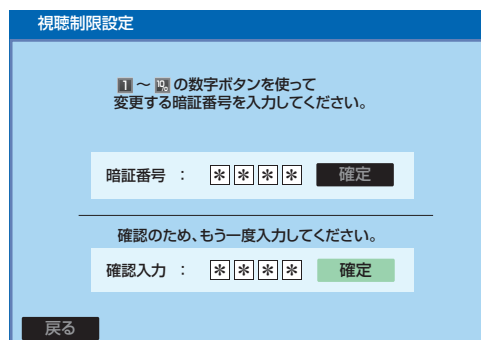 視聴制限設定
1 ～ 10 の数字ボタンを使って
変更する暗証番号を入力してください。
暗証番号 ： ＊ ＊ ＊ ＊ 確定
確認のため、もう一度入力してください。
確認入力 ： ＊ ＊ ＊ ＊ 確定
戻る